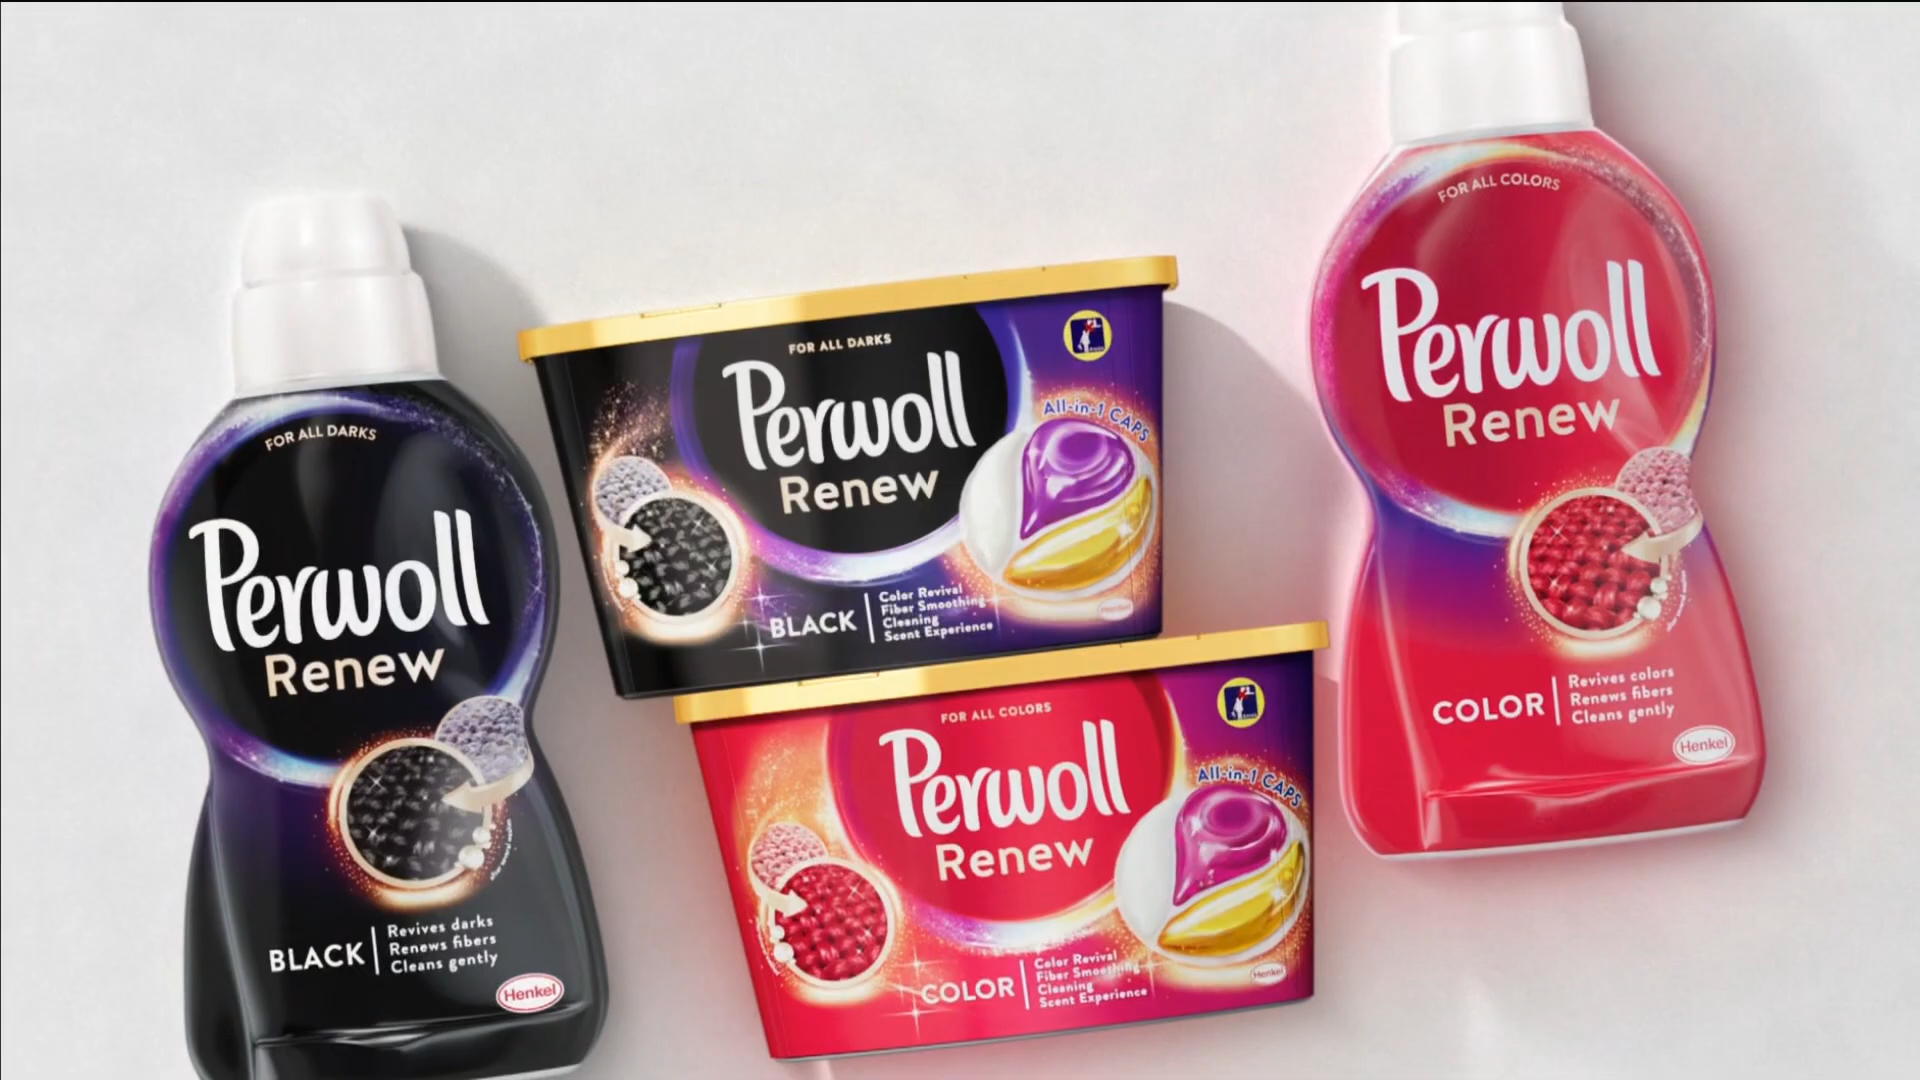 FOR ALL DARKS
Perwoll
Renew
BLACK
Revives darks
Renews fibers
Cleans gently
Henkel
FOR ALL DARKS
Perwoll
Renew
All-in-1 CAPS
BLACK
Color Revival
Fiber Smoothing
Cleaning
Scent Experience
Henkel
FOR ALL COLORS
Perwoll
Renew
All-in-1 CAPS
COLOR
Color Revival
Fiber Smoothing
Cleaning
Scent Experience
Henkel
FOR ALL COLORS
Perwoll
Renew
COLOR
Revives colors
Renews fibers
Cleans gently
Henkel